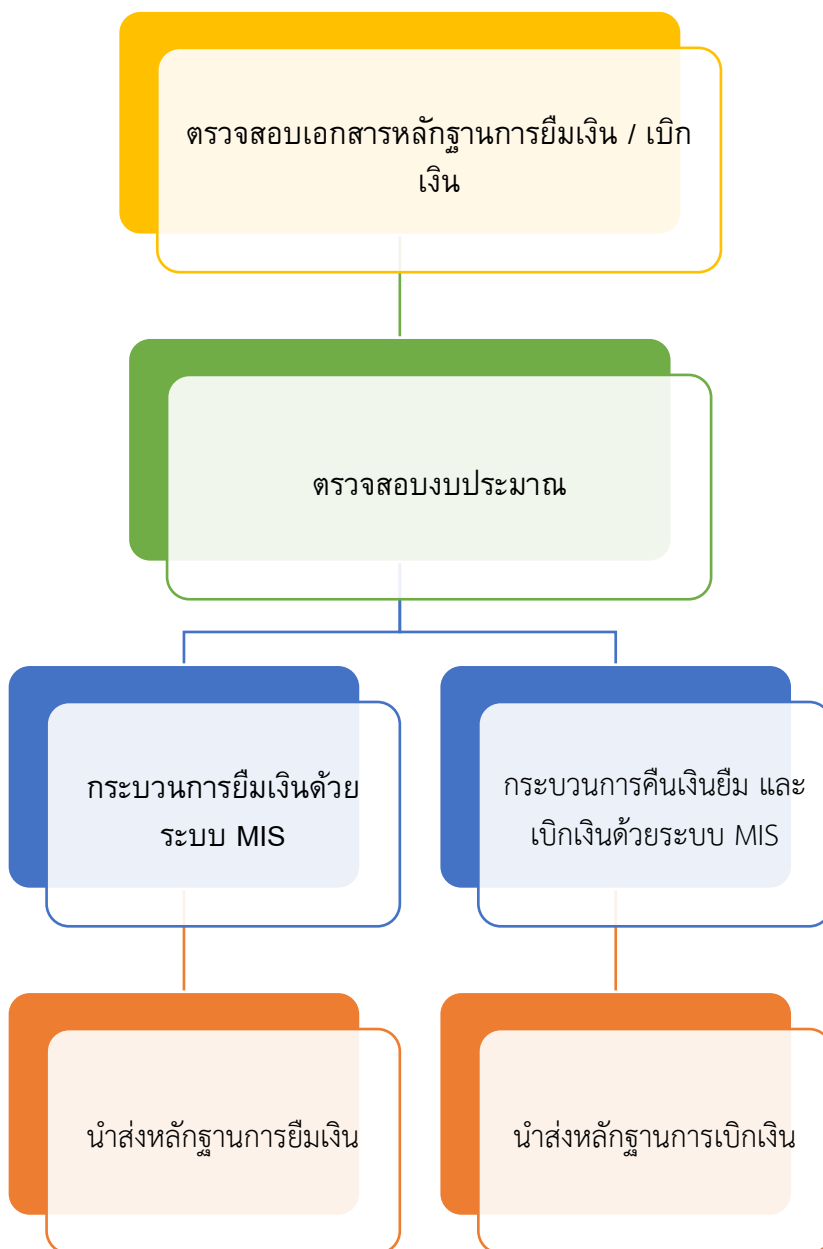 ตรวจสอบเอกสารหลักฐานการยืมเงิน / เบิก
เงิน
ตรวจสอบงบประมาณ
กระบวนการยืมเงินด้วย
ระบบ MIS
กระบวนการคืนเงินยืม และ
เบิกเงินด้วยระบบ MIS
นำส่งหลักฐานการยืมเงิน
นำส่งหลักฐานการเบิกเงิน